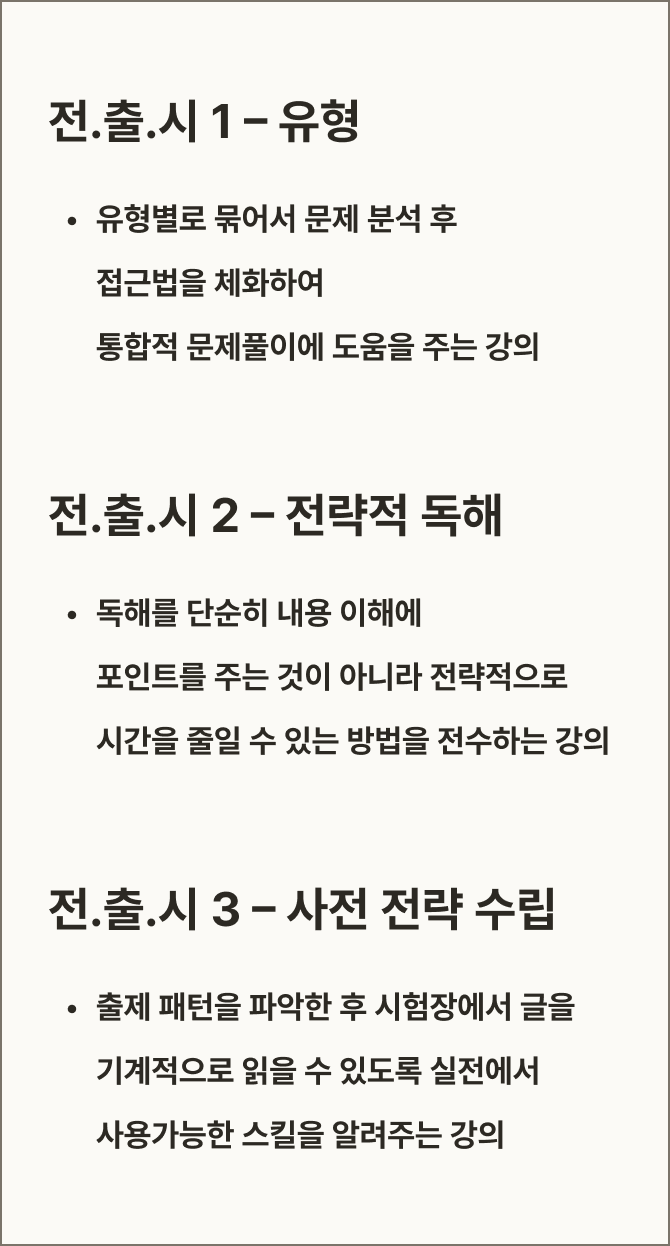 전.출.시 1 – 유형
• 유형별로 묶어서 문제 분석 후
접근법을 체화하여
통합적 문제풀이에 도움을 주는 강의
전.출.시 2 – 전략적 독해
• 독해를 단순히 내용 이해에
포인트를 주는 것이 아니라 전략적으로
시간을 줄일 수 있는 방법을 전수하는 강의
전.출.시 3 – 사전 전략 수립
• 출제 패턴을 파악한 후 시험장에서 글을
기계적으로 읽을 수 있도록 실전에서
사용가능한 스킬을 알려주는 강의